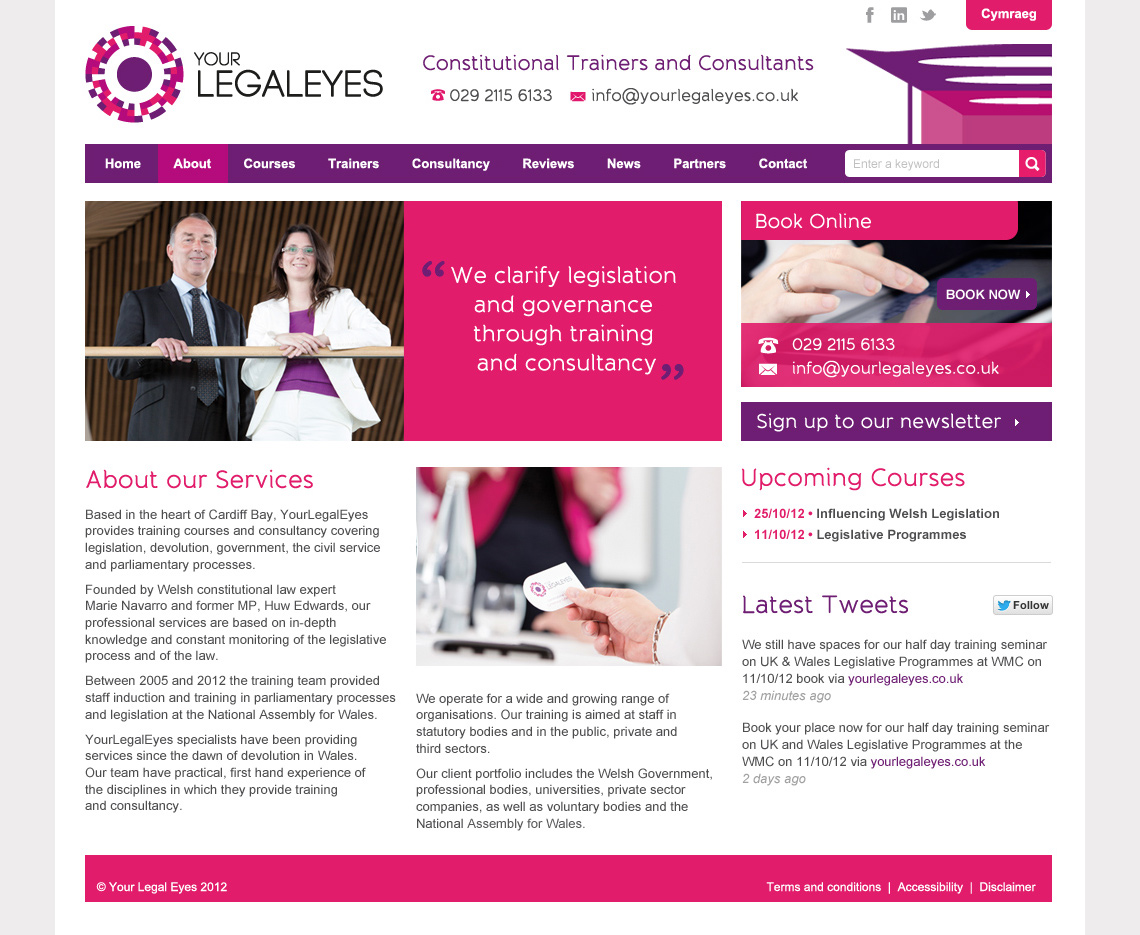 Cymraeg
YOUR
LEGALEYES
Constitutional Trainers and Consultants
029 2115 6133 info@yourlegaleyes.co.uk
Home About Courses Trainers Consultancy Reviews News Partners Contact Enter a keyword
“ We clarify legislation
and governance
through training
and consultancy ”
Book Online
BOOK NOW
029 2115 6133
info@yourlegaleyes.co.uk
Sign up to our newsletter
About our Services
Based in the heart of Cardiff Bay, YourLegalEyes
provides training courses and consultancy covering
legislation, devolution, government, the civil service
and parliamentary processes.
Founded by Welsh constitutional law expert
Marie Navarro and former MP, Huw Edwards, our
professional services are based on in-depth
knowledge and constant monitoring of the legislative
process and of the law.
Between 2005 and 2012 the training team provided
staff induction and training in parliamentary processes
and legislation at the National Assembly for Wales.
YourLegalEyes specialists have been providing
services since the dawn of devolution in Wales.
Our team have practical, first hand experience of
the disciplines in which they provide training
and consultancy.
YOUR
LEGALEYES
We operate for a wide and growing range of
organisations. Our training is aimed at staff in
statutory bodies and in the public, private and
third sectors.
Our client portfolio includes the Welsh Government,
professional bodies, universities, private sector
companies, as well as voluntary bodies and the
National Assembly for Wales.
Upcoming Courses
25/10/12 • Influencing Welsh Legislation
11/10/12 • Legislative Programmes
Latest Tweets
Follow
We still have spaces for our half day training seminar
on UK & Wales Legislative Programmes at WMC on
11/10/12 book via yourlegaleyes.co.uk
23 minutes ago
Book your place now for our half day training seminar
on UK and Wales Legislative Programmes at the
WMC on 11/10/12 via yourlegaleyes.co.uk
2 days ago
© Your Legal Eyes 2012
Terms and conditions | Accessibility | Disclaimer